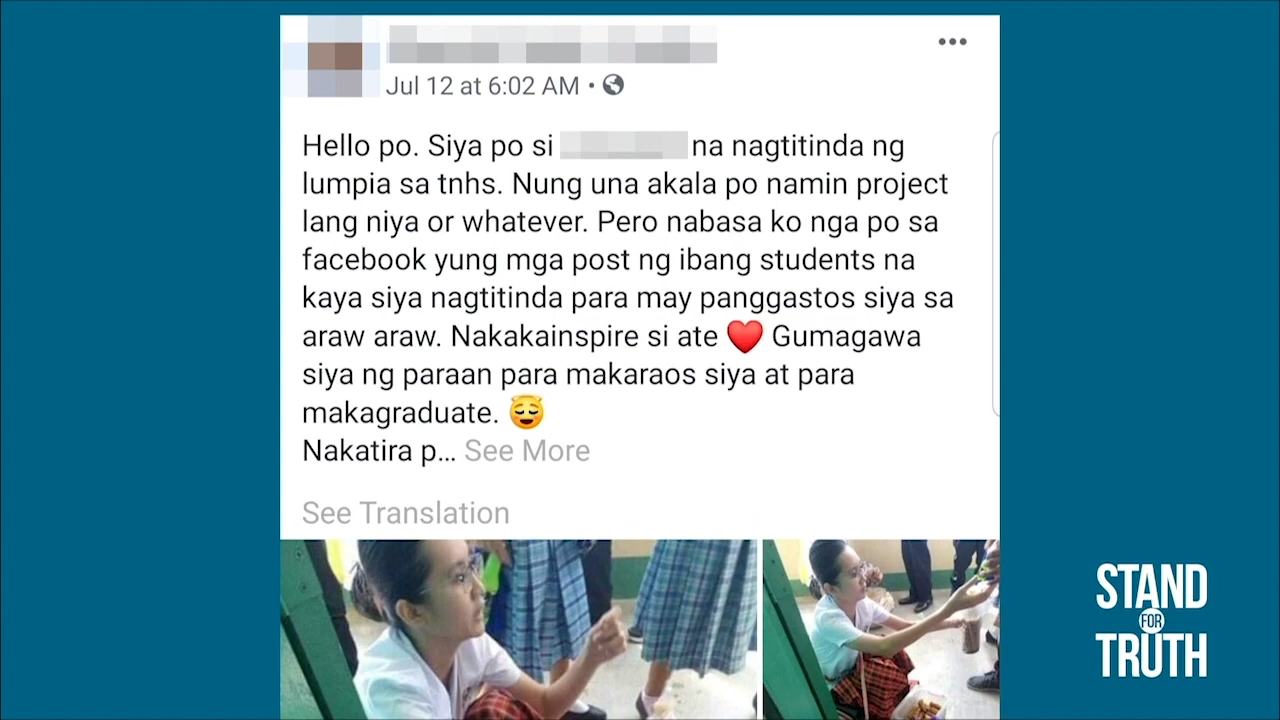 Jul 12 at 6:02 AM •
Hello po. Siya po si na nagtitinda ng
lumpia sa tnhs. Nung una akala po namin project
lang niya or whatever. Pero nabasa ko nga po sa
facebook yung mga post ng ibang students na
kaya siya nagtitinda para may panggastos siya sa
araw araw. Nakakainspire si ate ❤️ Gumagawa
siya ng paraan para makaraos siya at para
makagraduate. 😇
Nakatira p... See More
See Translation
STAND
FOR
TRUTH